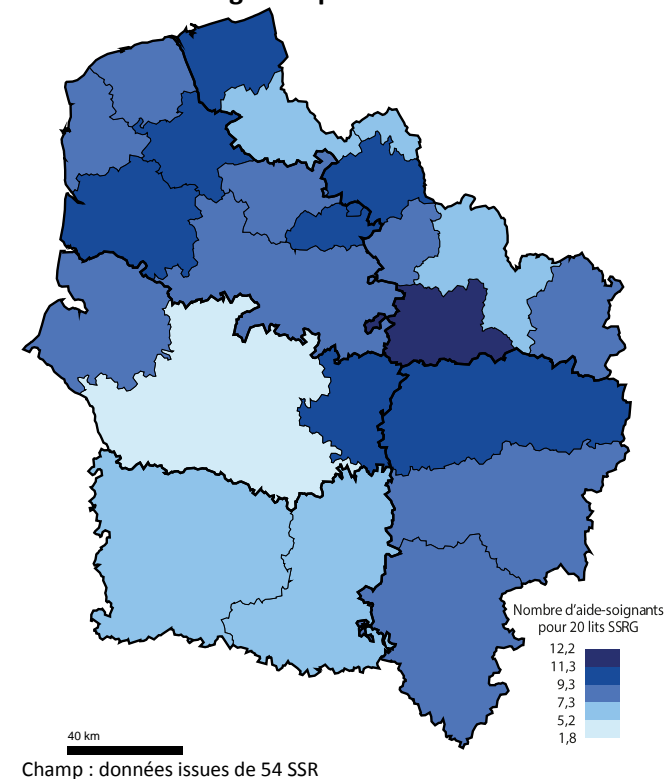 Nombre d'aide-soignants
pour 20 lits SSRG
12,2
11,3
9,3
7,3
5,2
1,8
40 km
Champ : données issues de 54 SSR